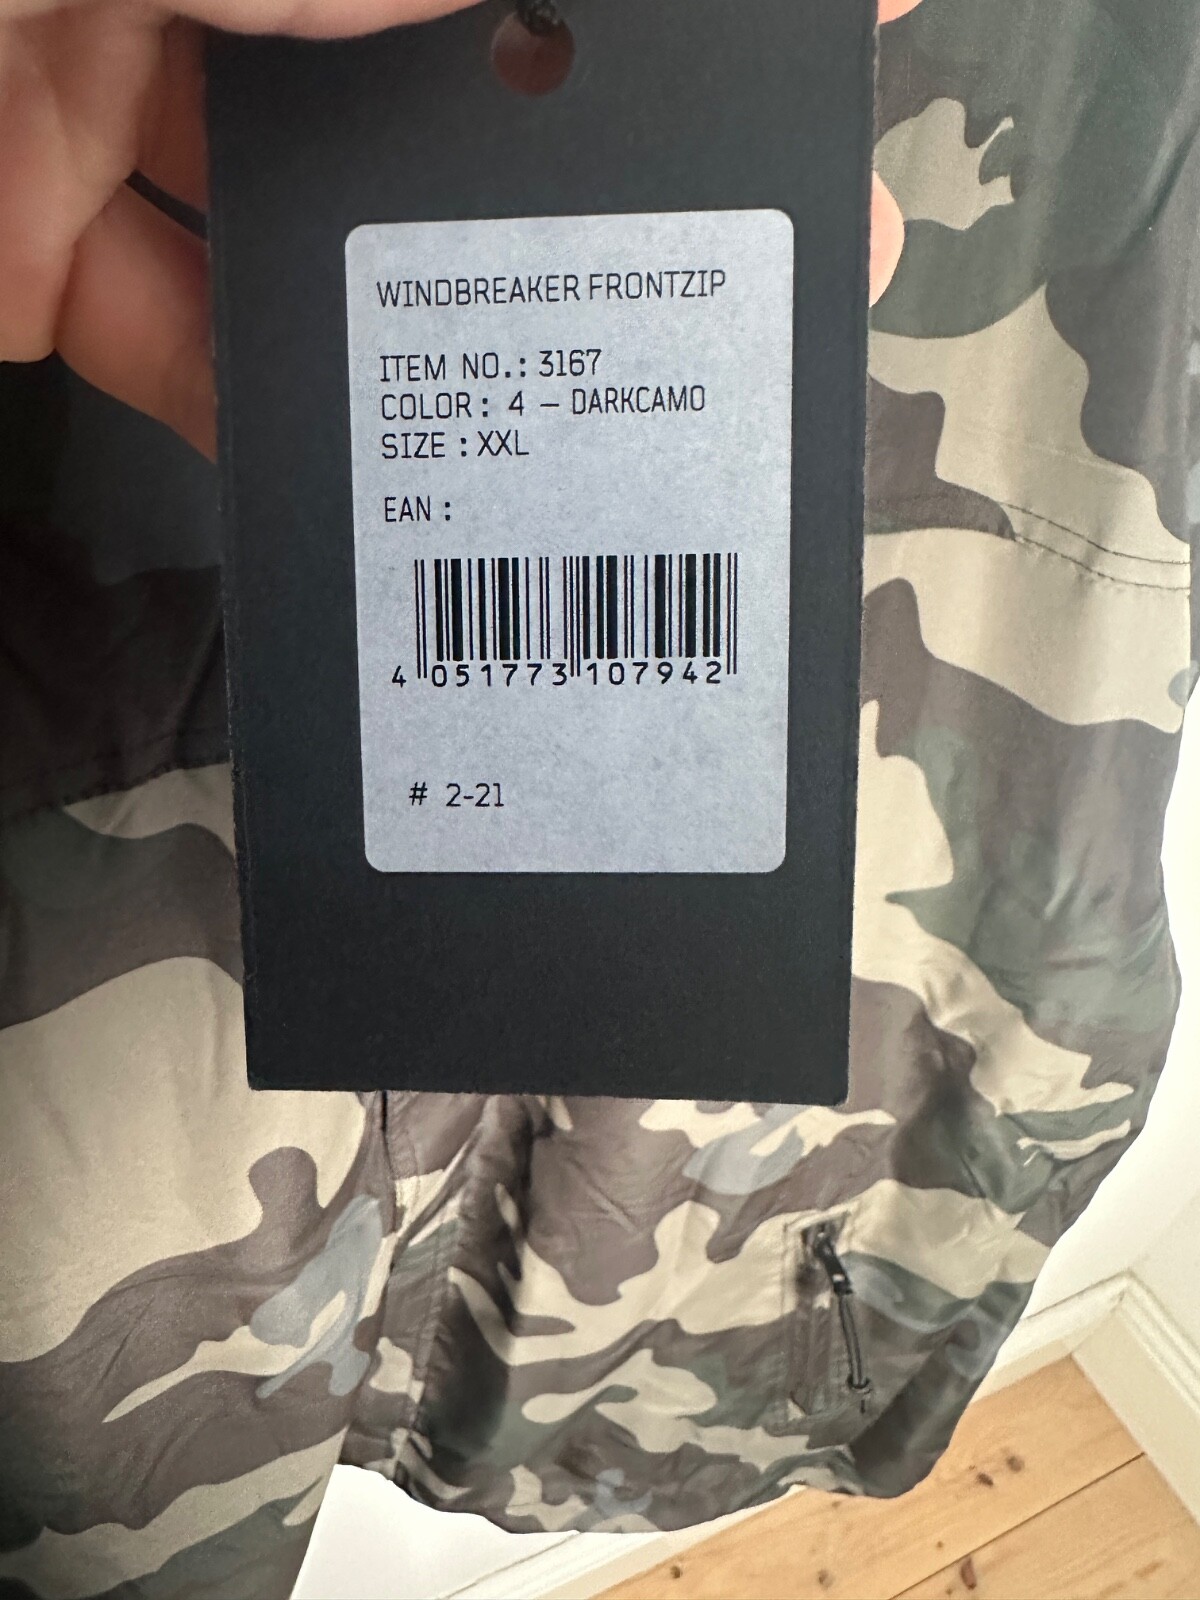 WINDBREAKER FRONTZIP
ITEM NO.: 3167
COLOR: 4 – DARKCAMO
SIZE : XXL
EAN :
4 051773 107942
# 2-21